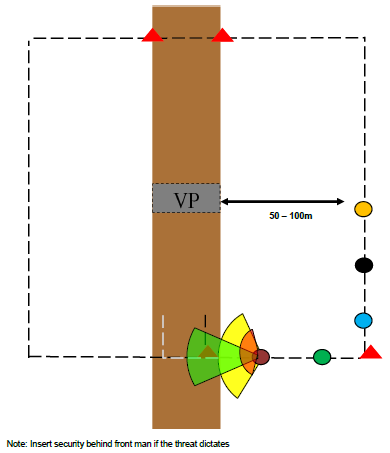 VP
50 – 100m
Note: Insert security behind front man if the threat dictates